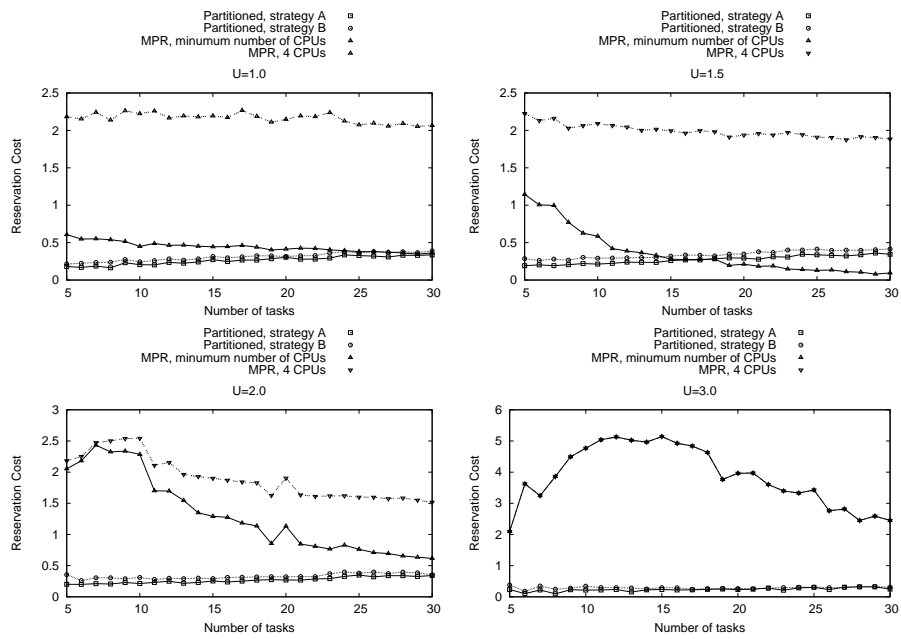 Partitioned, strategy A
Partitioned, strategy B
MPR, minumum number of CPUs
MPR, 4 CPUs
U=1.0
2.5
2
1.5
1
0.5
0
Reservation Cost
5 10 15 20 25 30
Number of tasks
Partitioned, strategy A
Partitioned, strategy B
MPR, minumum number of CPUs
MPR, 4 CPUs
U=1.5
2.5
2
1.5
1
0.5
0
Reservation Cost
5 10 15 20 25 30
Number of tasks
Partitioned, strategy A
Partitioned, strategy B
MPR, minumum number of CPUs
MPR, 4 CPUs
U=2.0
3
2.5
2
1.5
1
0.5
0
Reservation Cost
5 10 15 20 25 30
Number of tasks
Partitioned, strategy A
Partitioned, strategy B
MPR, minumum number of CPUs
MPR, 4 CPUs
U=3.0
6
5
4
3
2
1
0
Reservation Cost
5 10 15 20 25 30
Number of tasks